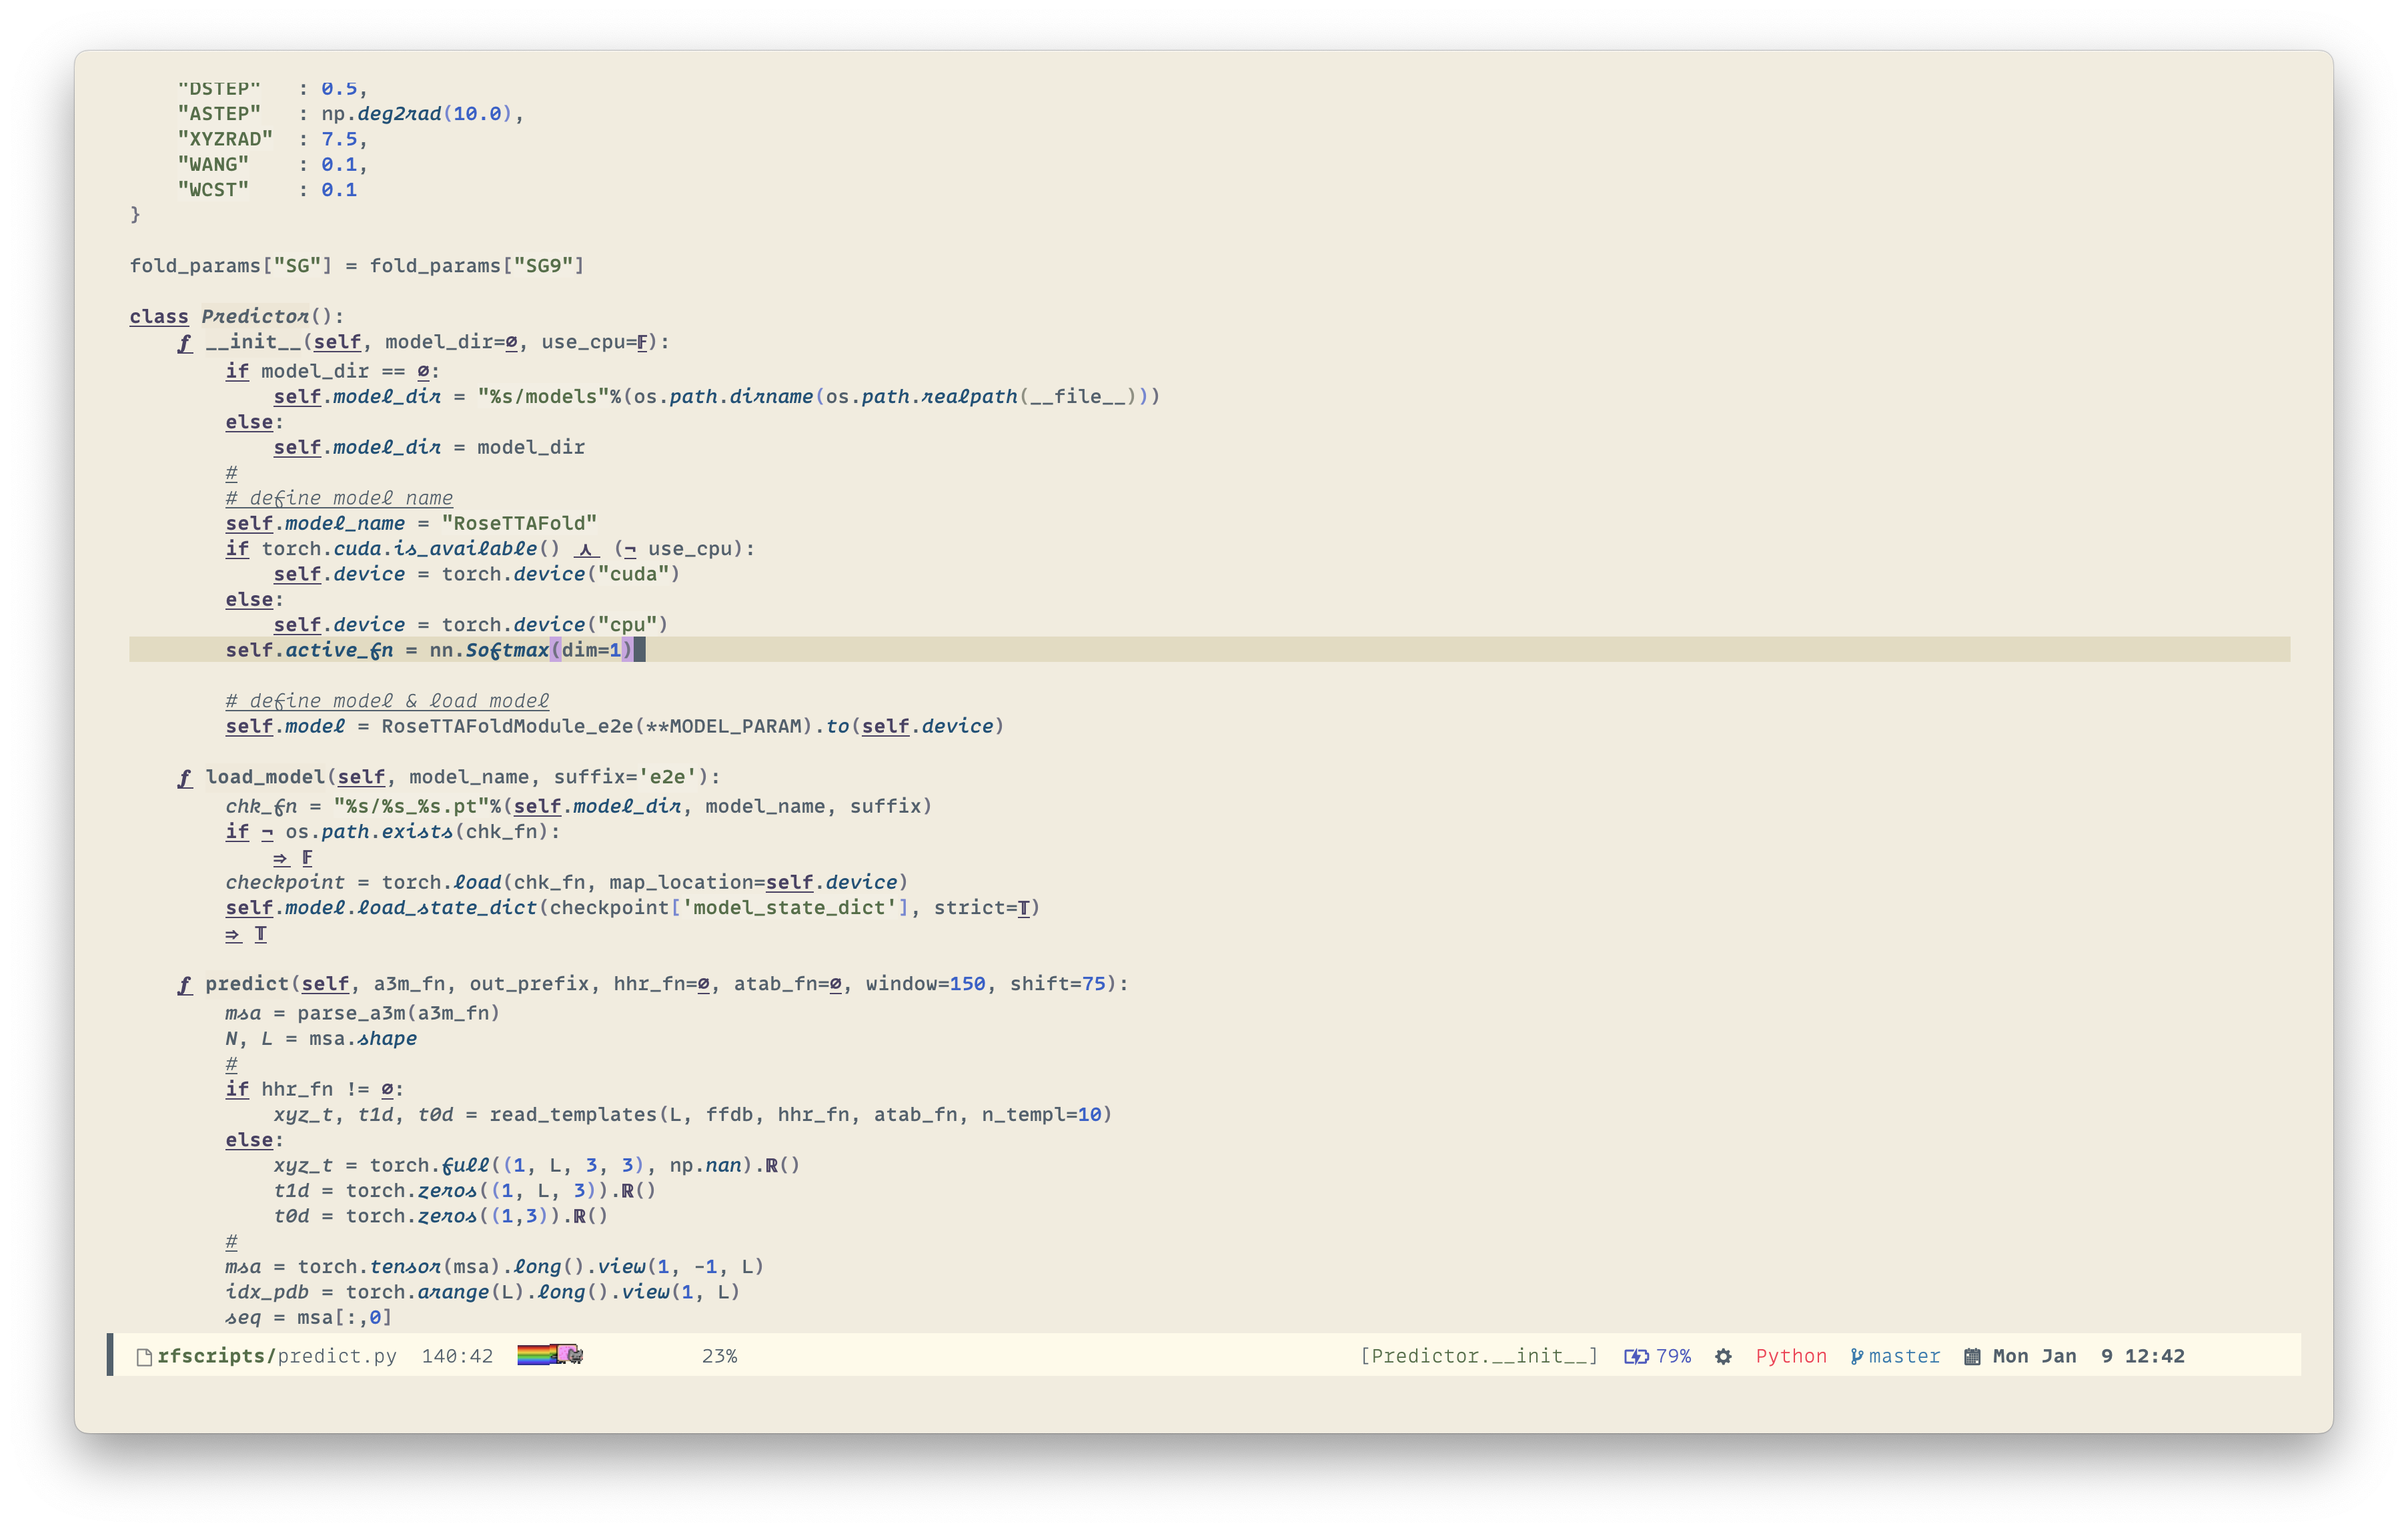 "DSTEP"   : 0.5,
    "ASTEP"   : np.deg2rad(10.0),
    "XYZRAD"  : 7.5,
    "WANG"    : 0.1,
    "WCST"    : 0.1
}
fold_params["SG"] = fold_params["SG9"]
class Predictor():
    ƒ __init__(self, model_dir=∅, use_cpu=𝔽):
        if model_dir == ∅:
            self.model_dir = "%s/models"%(os.path.dirname(os.path.realpath(__file__)))
        else:
            self.model_dir = model_dir
        #
        # define model name
        self.model_name = "RoseTTAFold"
        if torch.cuda.is_available() ⋏ (¬ use_cpu):
            self.device = torch.device("cuda")
        else:
            self.device = torch.device("cpu")
        self.active_fn = nn.Softmax(dim=1)
        # define model & load model
        self.model = RoseTTAFoldModule_e2e(**MODEL_PARAM).to(self.device)
    ƒ load_model(self, model_name, suffix='e2e'):
        chk_fn = "%s/%s_%s.pt"%(self.model_dir, model_name, suffix)
        if ¬ os.path.exists(chk_fn):
            ⇒ 𝔽
        checkpoint = torch.load(chk_fn, map_location=self.device)
        self.model.load_state_dict(checkpoint['model_state_dict'], strict=𝕋)
        ⇒ 𝕋
    ƒ predict(self, a3m_fn, out_prefix, hhr_fn=∅, atab_fn=∅, window=150, shift=75):
        msa = parse_a3m(a3m_fn)
        N, L = msa.shape
        #
        if hhr_fn != ∅:
            xyz_t, t1d, t0d = read_templates(L, ffdb, hhr_fn, atab_fn, n_templ=10)
        else:
            xyz_t = torch.full((1, L, 3, 3), np.nan).ℝ()
            t1d = torch.zeros((1, L, 3)).ℝ()
            t0d = torch.zeros((1,3)).ℝ()
        #
        msa = torch.tensor(msa).long().view(1, -1, L)
        idx_pdb = torch.arange(L).long().view(1, L)
        seq = msa[:,0]
rfscripts/predict.py  140:42  23%  [Predictor.__init__]  79%  Python  master  Mon Jan  9 12:42